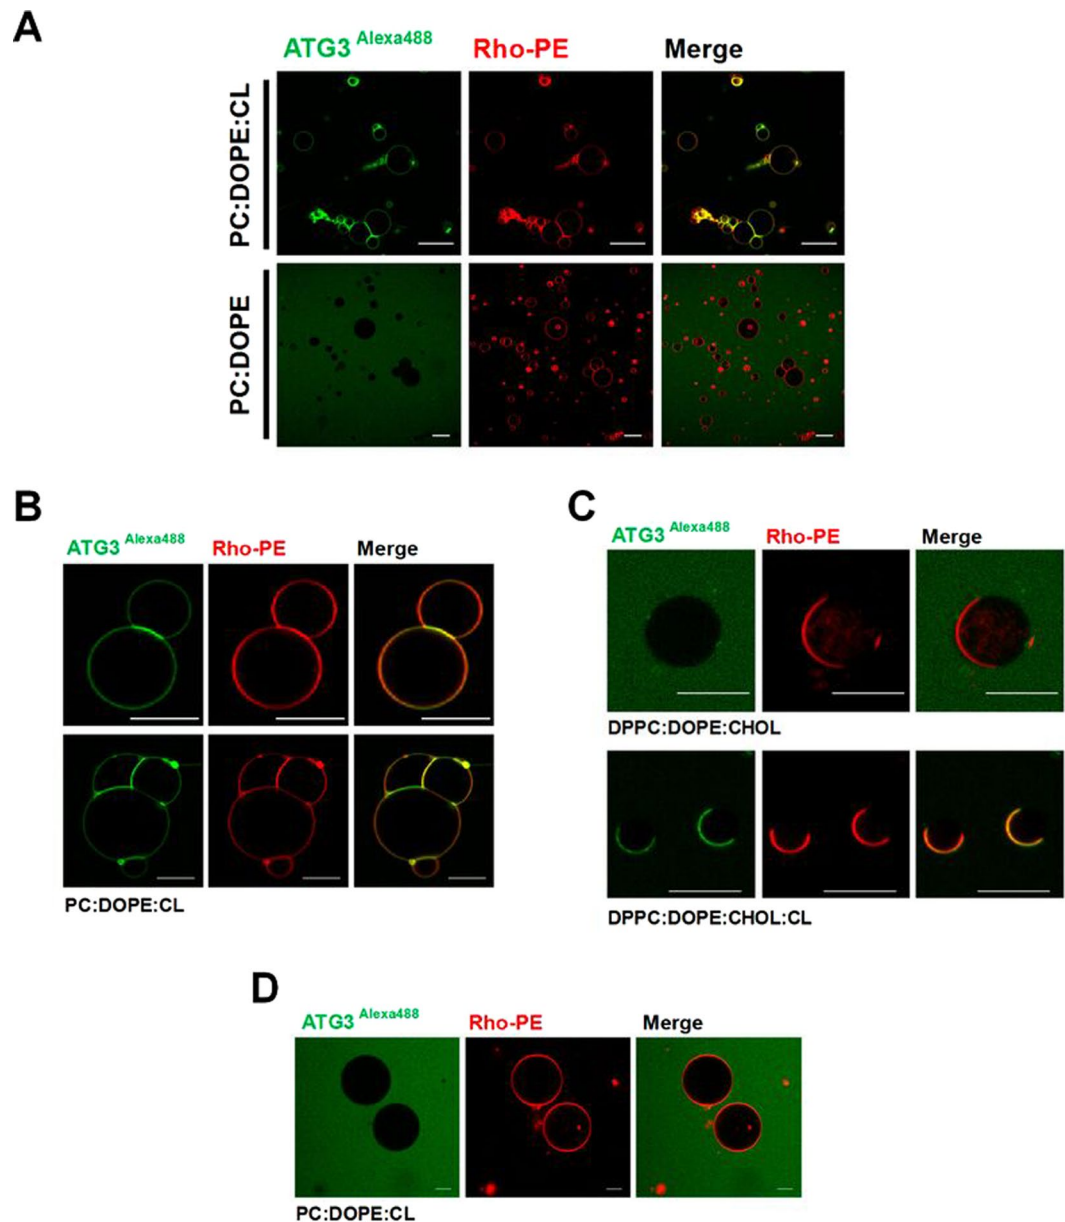 A
ATG3 Alexa488 Rho-PE Merge
PC:DOPE:CL
PC:DOPE
B
ATG3 Alexa488 Rho-PE Merge
PC:DOPE:CL
C
ATG3 Alexa488 Rho-PE Merge
DPPC:DOPE:CHOL
DPPC:DOPE:CHOL:CL
D
ATG3 Alexa488 Rho-PE Merge
PC:DOPE:CL